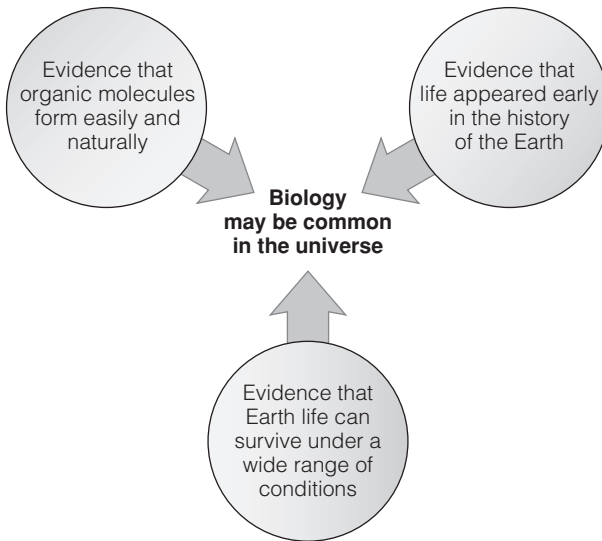 Evidence that
organic molecules
form easily and
naturally
Evidence that
life appeared early
in the history
of the Earth
Biology
may be common
in the universe
Evidence that
Earth life can
survive under a
wide range of
conditions